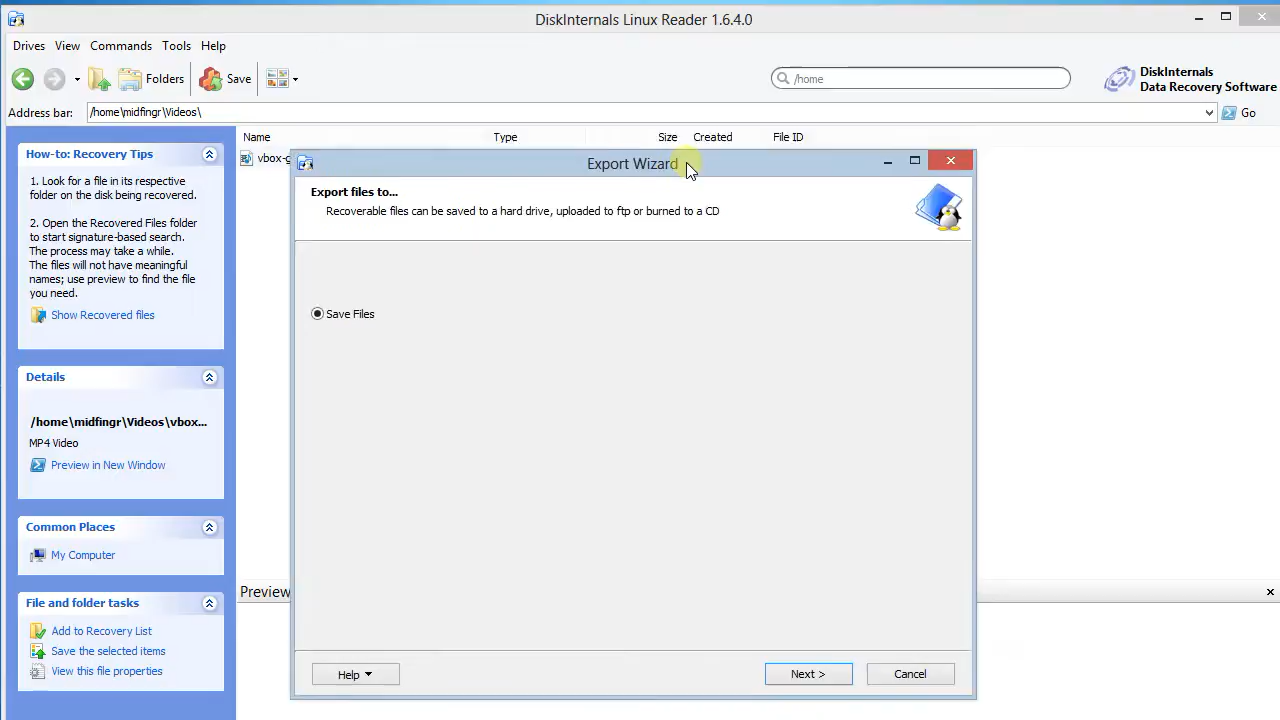 DiskInternals Linux Reader 1.6.4.0
Drives View Commands Tools Help
Folders Save /home DiskInternals
Data Recovery Software
Address bar: /home\midfingr\Videos\ Go
Name Type Size Created File ID
vbox-g
How-to: Recovery Tips
1. Look for a file in its respective
folder on the disk being recovered.
2. Open the Recovered Files folder
to start signature-based search.
The process may take a while.
The files will not have meaningful
names; use preview to find the file
you need.
Show Recovered files
Details
/home\midfingr\Videos\vbox...
MP4 Video
Preview in New Window
Common Places
My Computer
File and folder tasks
Add to Recovery List
Save the selected items
View this file properties
Export Wizard
Export files to...
Recoverable files can be saved to a hard drive, uploaded to ftp or burned to a CD
Save Files
Help Next > Cancel
Preview